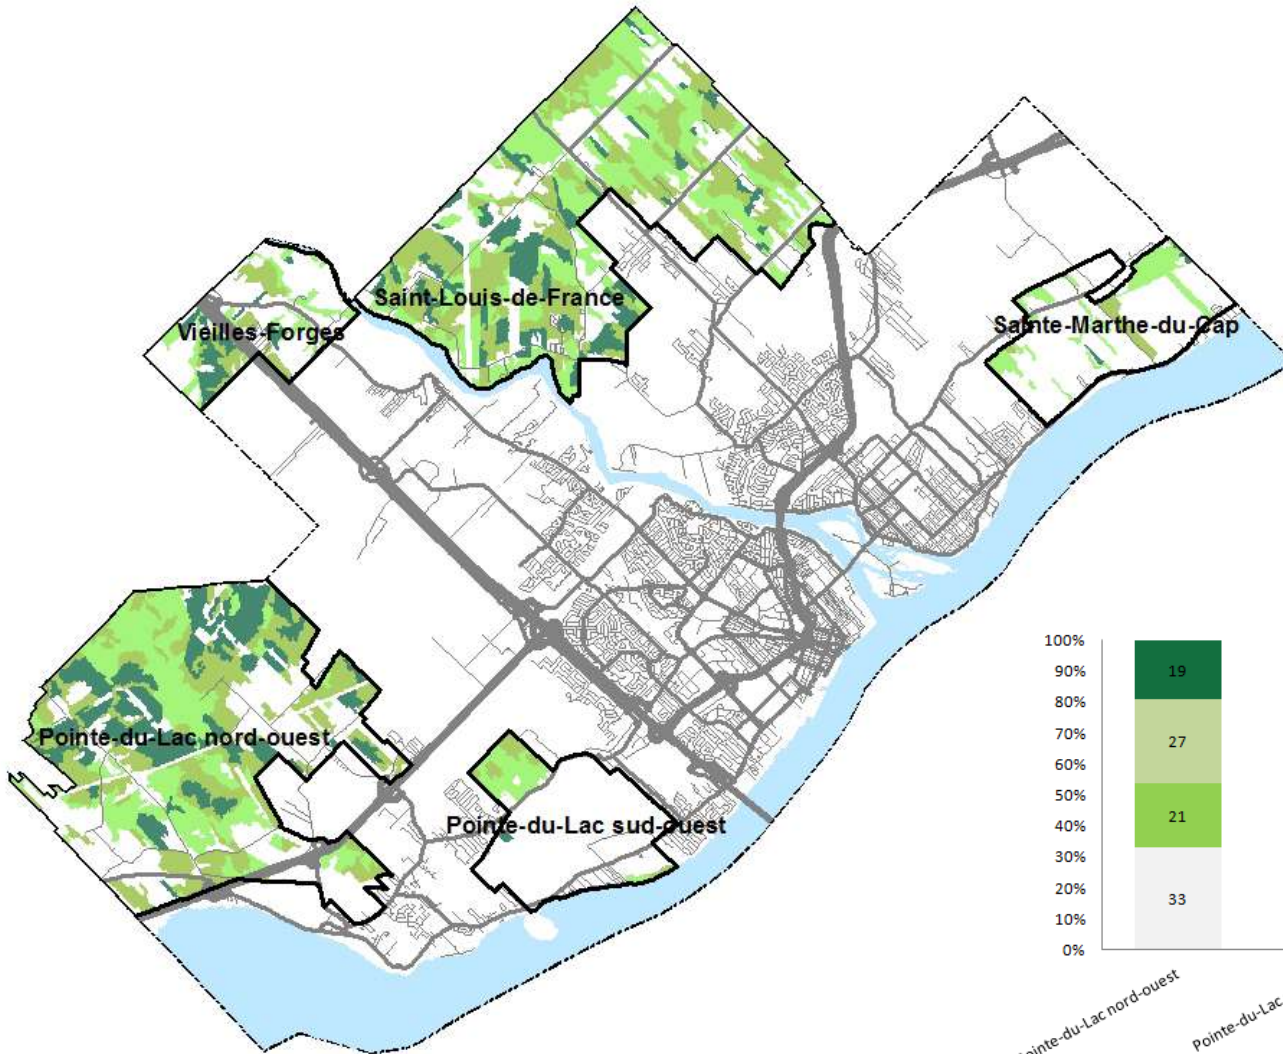 Saint-Louis-de-France
Vieilles-Forges
Sainte-Marthe-du-Cap
Pointe-du-Lac nord-ouest
Pointe-du-Lac sud-ouest
100%
90%
80%
70%
60%
50%
40%
30%
20%
10%
0%
19
27
21
33
Pointe-du-Lac nord-ouest
Pointe-du-Lac